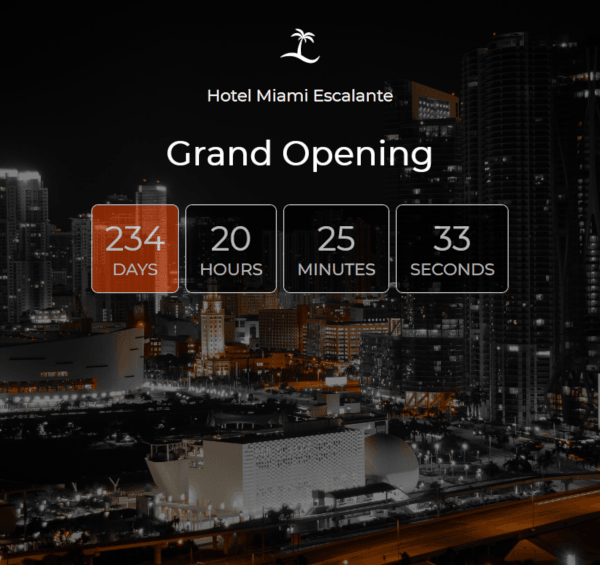 Hotel Miami Escalante
Grand Opening
234 20 25 33
DAYS HOURS MINUTES SECONDS